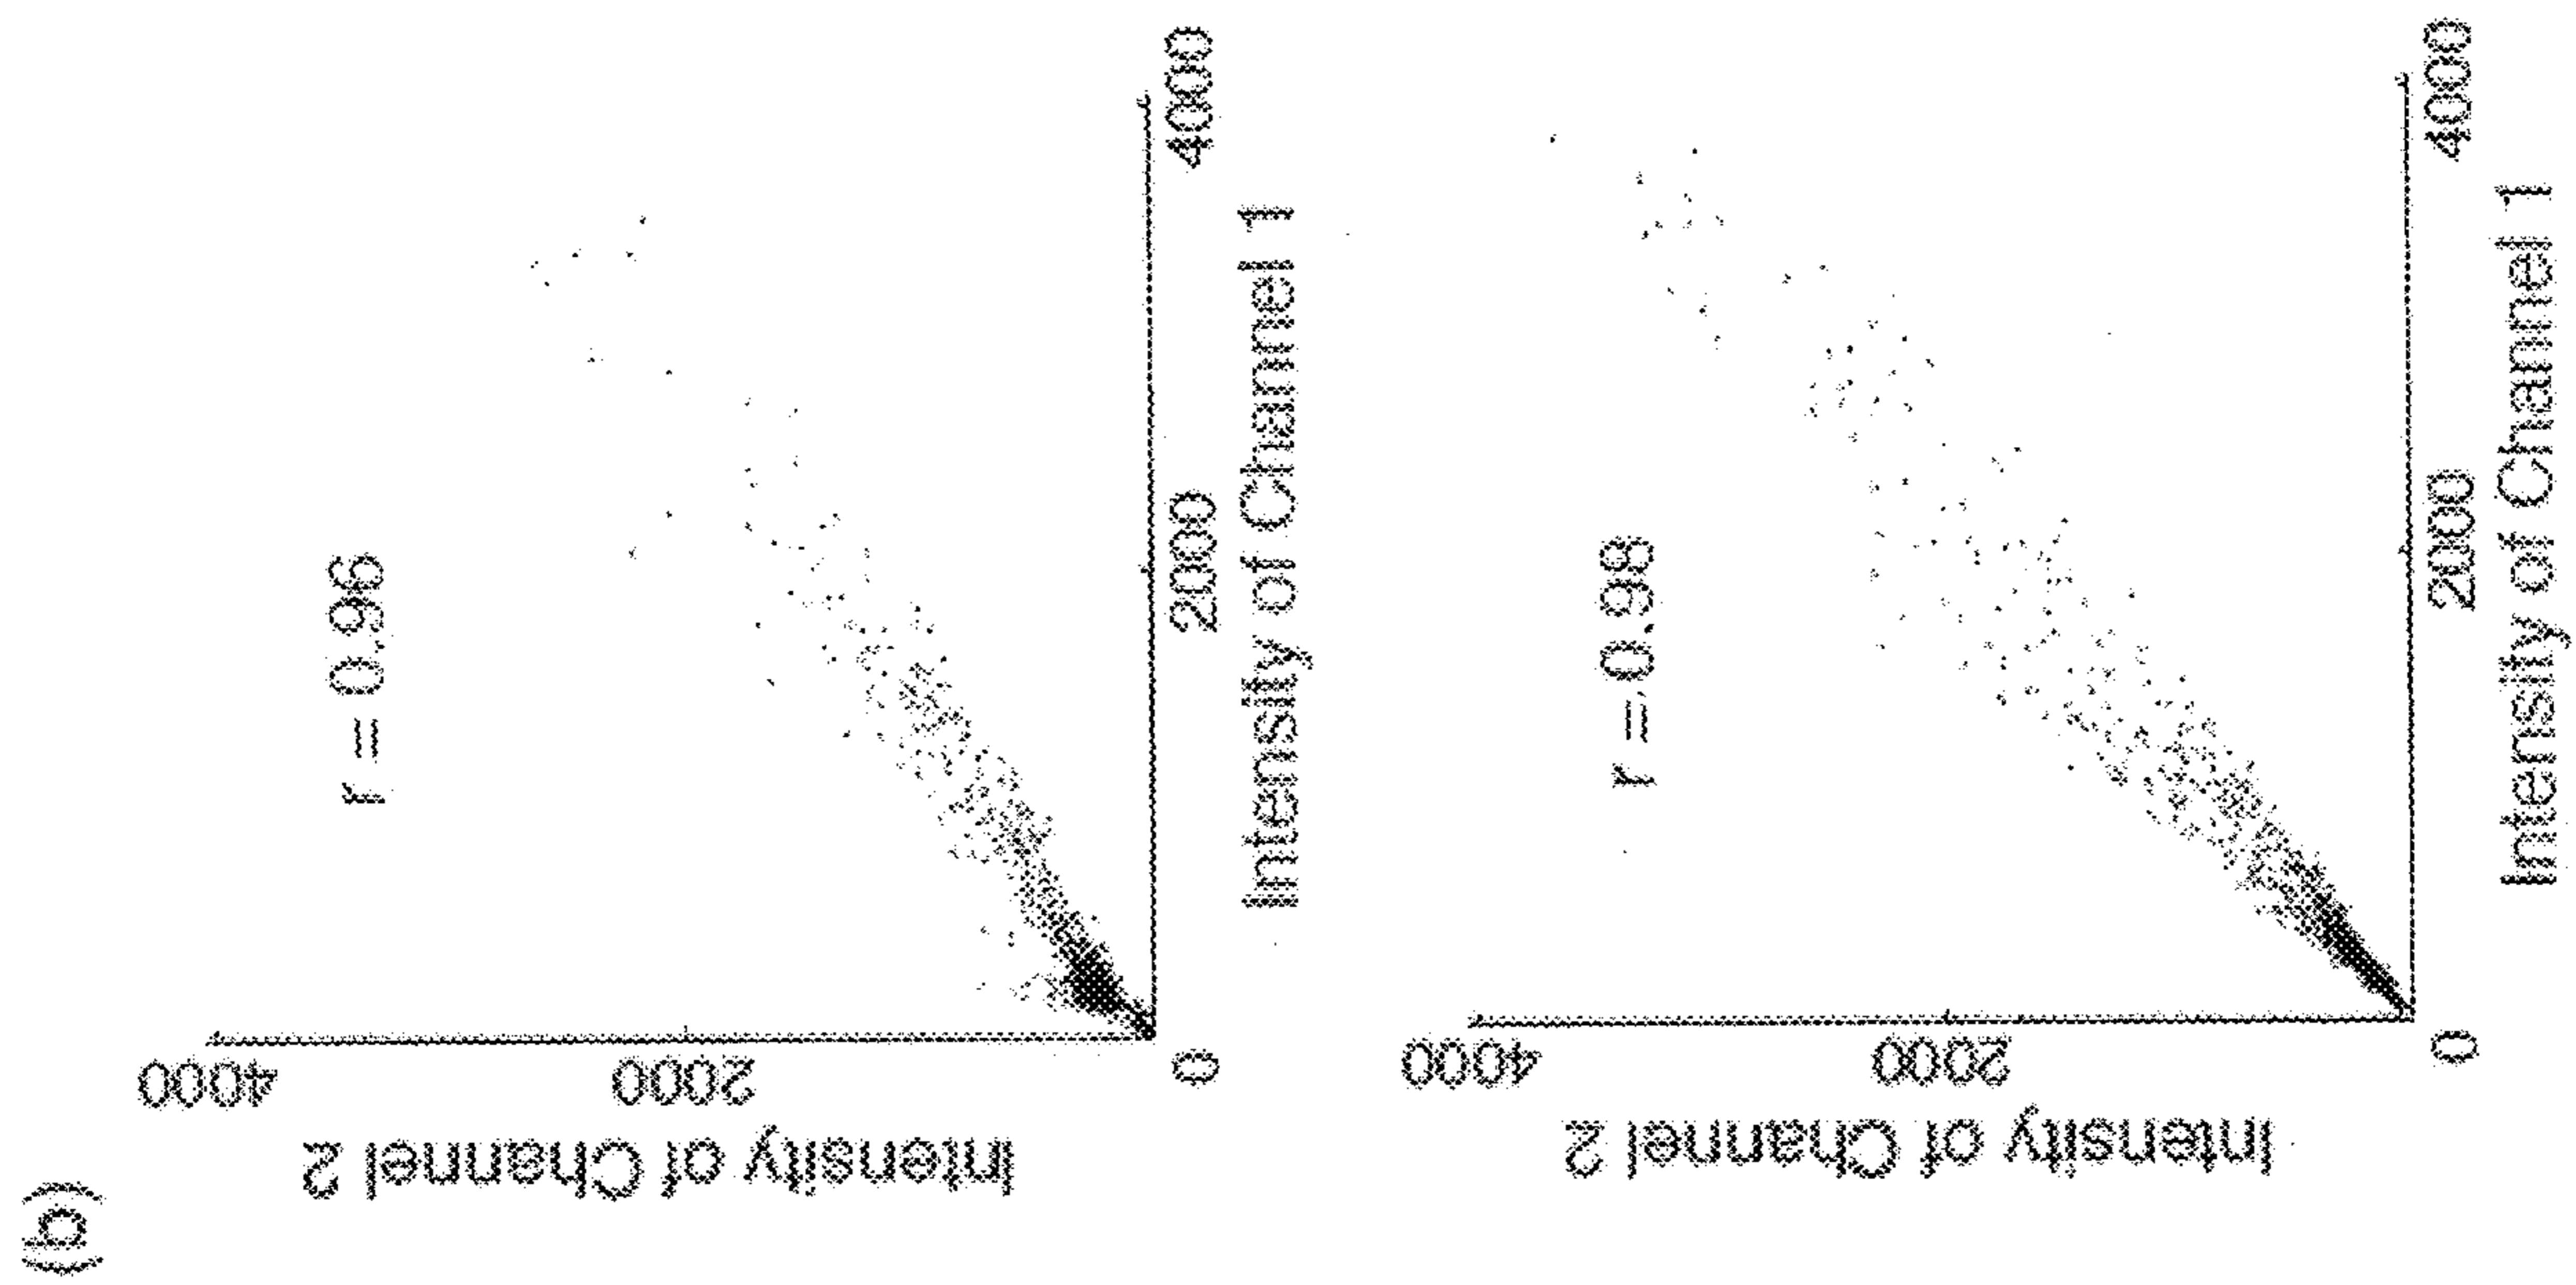 (b)
Intensity of Channel 2
4000
2000
0
r = 0.96
2000
4000
Intensity of Channel 1
Intensity of Channel 2
4000
2000
0
r = 0.98
2000
4000
Intensity of Channel 1